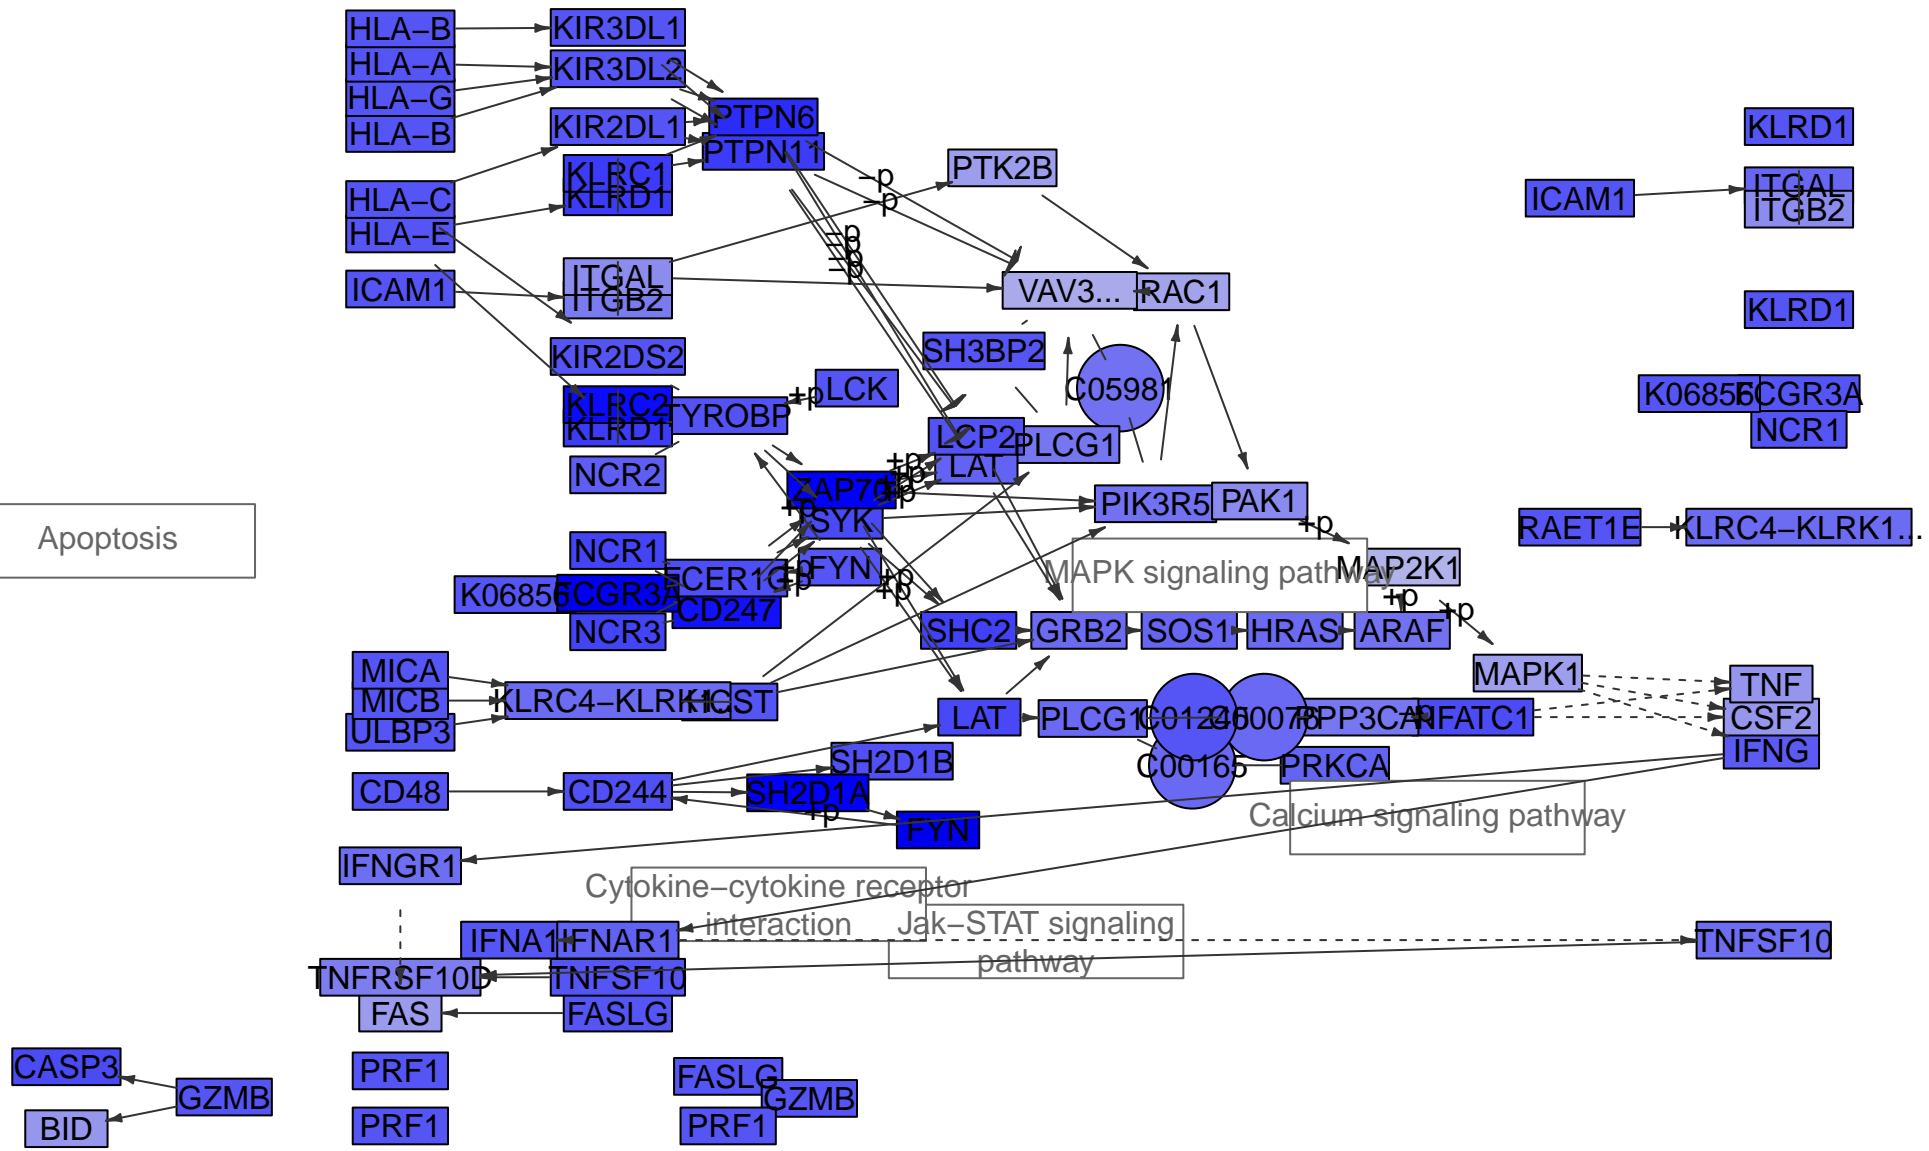 HLA−B
KIR3DL1
HLA−A
KIR3DL2
HLA−G
HLA−B
PTPN6
KIR2DL1
KLRD1
PTPN11
PTK2B
KLRC1
KLRD1
−p
−p
ITGAL
ITGB2
ICAM1
HLA−C
HLA−E
−p
−p
−p
−p
ICAM1
ITGAL
ITGB2
VAV3...
RAC1
KLRD1
KIR2DS2
SH3BP2
LCK
+p
C05981
K06856
FCGR3A
NCR1
KLRC2
KLRD1
TYROBP
LCP2
PLCG1
LAT
NCR2
+p
+p
+p
+p
ZAP70
SYK
+p
PIK3R5
PAK1
+p
RAET1E
KLRC4−KLRK1...
Apoptosis
NCR1
FCER1G
FYN
+p
+p
+p
+p
MAPK signaling pathway
MAP2K1
+p
+p
K06856
FCGR3A
CD247
NCR3
SHC2
GRB2
SOS1
HRAS
ARAF
MICA
MICB
ULBP3
KLRC4−KLRK1...
HCST
MAPK1
TNF
CSF2
IFNG
LAT
PLCG1
C01245
C00076
PPP3CA
NFATC1
C00165
PRKCA
SH2D1B
CD48
CD244
SH2D1A
+p
FYN
Calcium signaling pathway
IFNGR1
Cytokine−cytokine receptor
interaction
Jak−STAT signaling
pathway
IFNA1
IFNAR1
TNFSF10
TNFRSF10D
TNFSF10
FAS
FASLG
CASP3
PRF1
FASLG
GZMB
GZMB
BID
PRF1
PRF1